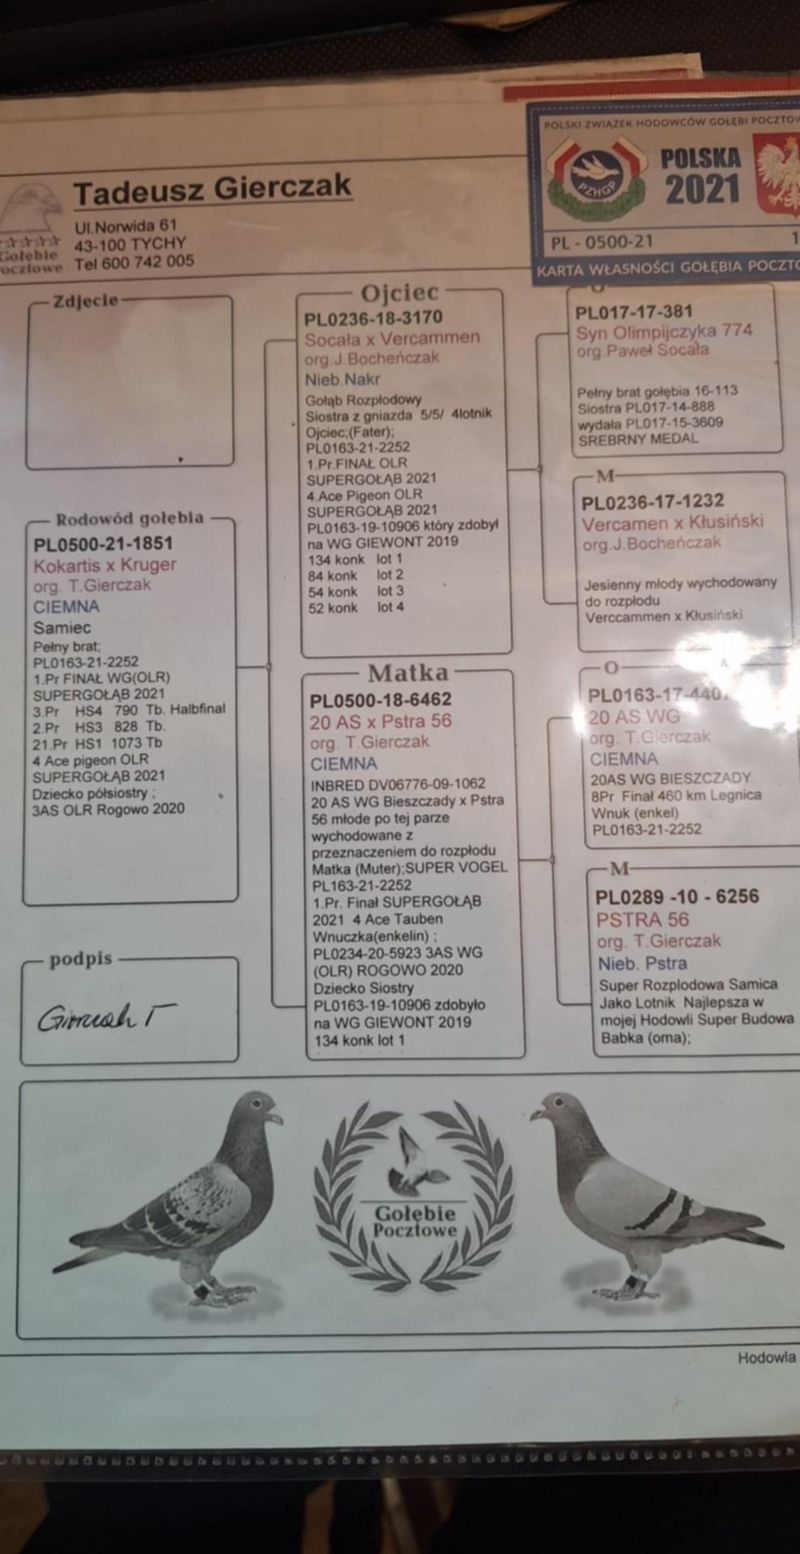 POLSKI ZWIĄZEK HODOWCÓW GOŁĘBI
POLSKA
2021
PZHGP
PL - 0500-21
KARTA WŁASNOŚCI GOŁĘBIA
Tadeusz Gierczak
Ul.Norwida 61
43-100 TYCHY
Tel 600 742 005
Gołębie
Zdjecie
Rodowód gołebia
PL0500-21-1851
Kokartis x Kruger
org. T.Gierczak
CIEMNA
Samiec
Pełny brat;
PL0163-21-2252
1.Pr FINAŁ WG(OLR)
SUPERGOŁĄB 2021
3.Pr HS4 790 Tb. Halbfinal
2.Pr HS3 828 Tb.
21.Pr HS1 1073 Tb
4 Ace pigeon OLR
SUPERGOŁĄB 2021
Dziecko półsiostry ;
3AS OLR Rogowo 2020
podpis
Ojciec
PL0236-18-3170
Socała x Vercammen
org.J.Bocheńczak
Nieb.Nakr
Gołąb Rozpłodowy
Siostra z gniazda 5/5/ 4lotnik
Ojciec;(Fater);
PL0163-21-2252
1.Pr.FINAŁ OLR
SUPERGOŁĄB 2021
4.Ace Pigeon OLR
SUPERGOŁĄB 2021
PL0163-19-10906 który zdobył
na WG GIEWONT 2019
134 konk lot 1
84 konk lot 2
54 konk lot 3
52 konk lot 4
Matka
PL0500-18-6462
20 AS x Pstra 56
org. T.Gierczak
CIEMNA
INBRED DV06776-09-1062
20 AS WG Bieszczady x Pstra
56 młode po tej parze
wychodowane z
przeznaczeniem do rozpłodu
Matka (Muter);SUPER VOGEL
PL163-21-2252
1.Pr. Finał SUPERGOŁĄB
2021 4 Ace Tauben
Wnuczka(enkelin) ;
PL0234-20-5923 3AS WG
(OLR) ROGOWO 2020
Dziecko Siostry
PL0163-19-10906 zdobyło
na WG GIEWONT 2019
134 konk lot 1
PL017-17-381
Syn Olimpijczyka 774
org.Paweł Socała
Pełny brat gołębia 16-113
Siostra PL017-14-888
wydała PL017-15-3609
SREBRNY MEDAL
M
PL0236-17-1232
Vercamen x Kłusiński
org.J.Bocheńczak
Jesienny młody wychodowany
do rozpłodu
Verccammen x Kłusiński
O
20 AS WG
org. T.Gierczak
CIEMNA
20AS WG BIESZCZADY
8Pr Finał 460 km Legnica
Wnuk (enkel)
PL0163-21-2252
M
PL0289 -10 - 6256
PSTRA 56
org. T.Gierczak
Nieb. Pstra
Super Rozpłodowa Samica
Jako Lotnik Najlepsza w
mojej Hodowli Super Budowa
Babka (oma);
Gołębie
Pocztowe
Hodowla